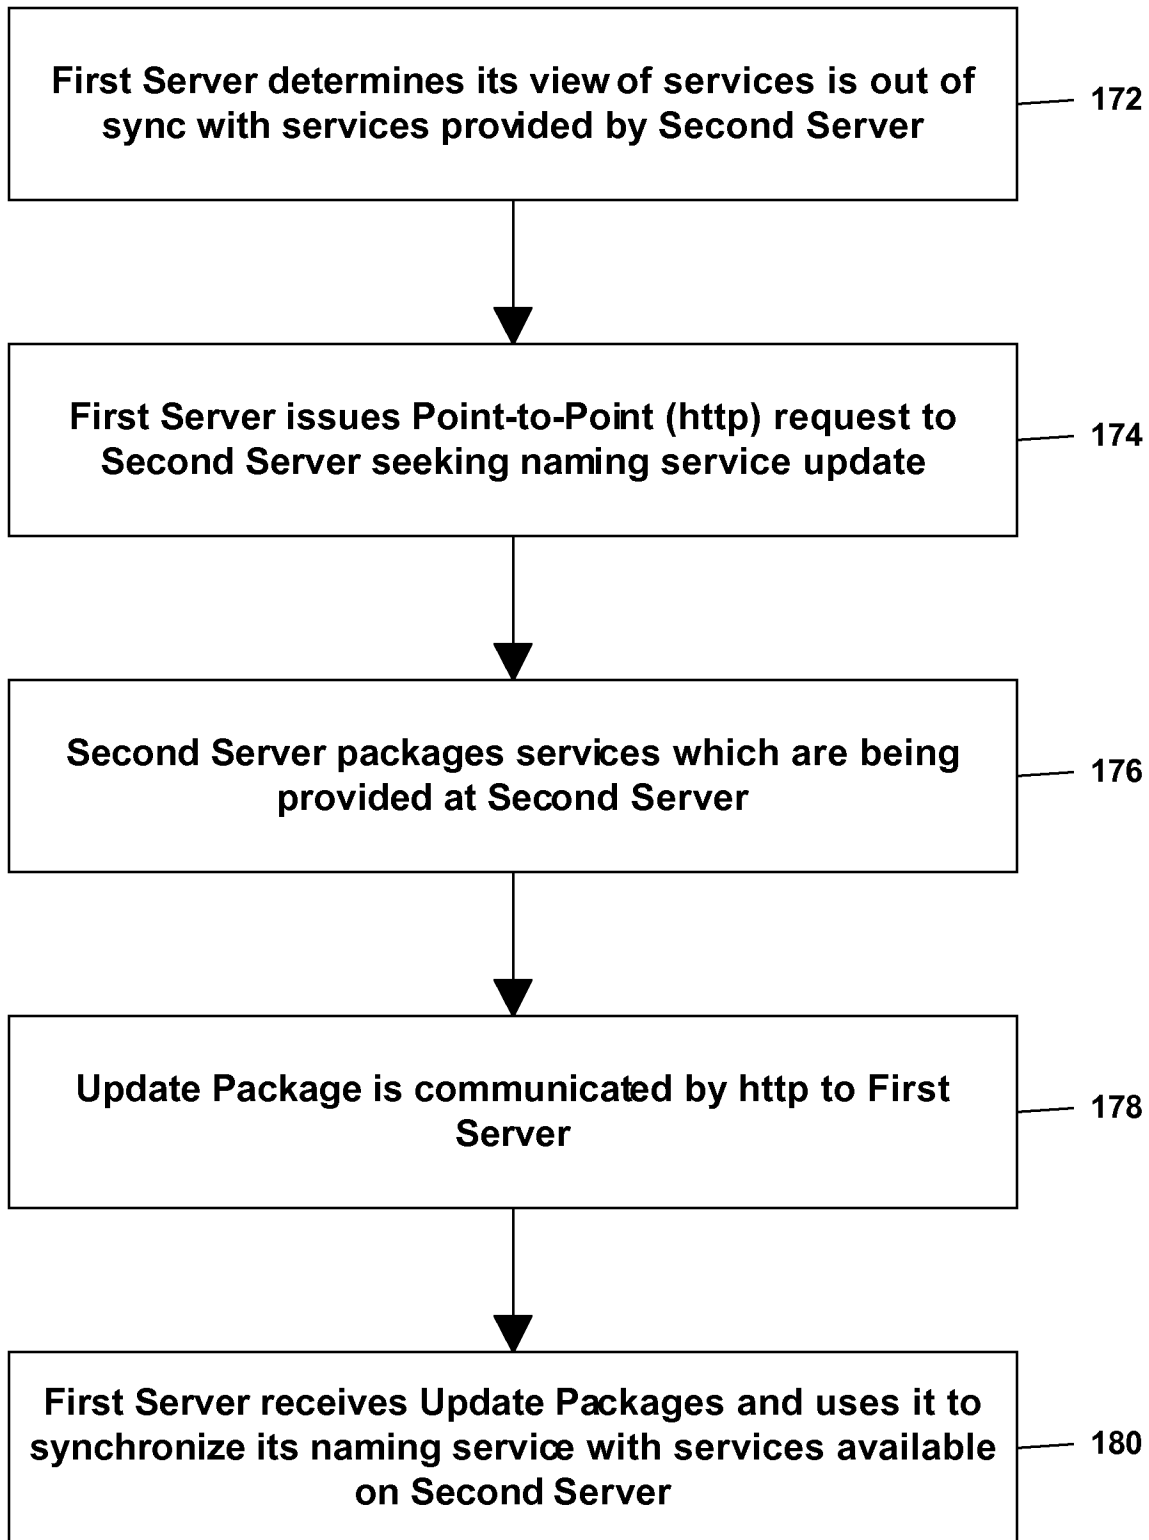 First Server determines its view of services is out of
sync with services provided by Second Server
172
First Server issues Point-to-Point (http) request to
Second Server seeking naming service update
174
Second Server packages services which are being
provided at Second Server
176
Update Package is communicated by http to First
Server
178
First Server receives Update Packages and uses it to
synchronize its naming service with services available
on Second Server
180